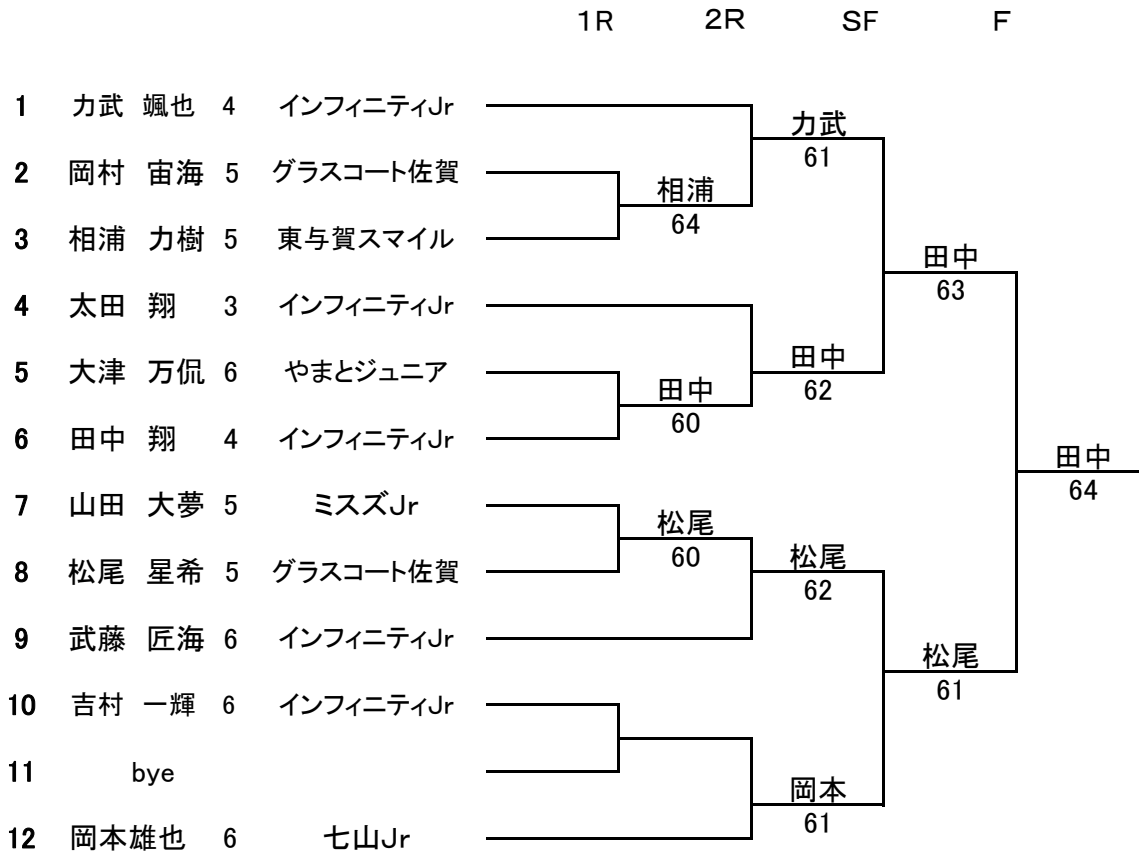 1R 2R SF F
1 力武 颯也 4 インフィニティJr
力武
61
2 岡村 宙海 5 グラスコート佐賀
相浦
64
3 相浦 力樹 5 東与賀スマイル
田中
63
4 太田 翔 3 インフィニティJr
5 大津 万侃 6 やまとジュニア
田中
62
田中
60
6 田中 翔 4 インフィニティJr
田中
64
7 山田 大夢 5 ミスズJr
松尾
60
8 松尾 星希 5 グラスコート佐賀
松尾
62
9 武藤 匠海 6 インフィニティJr
松尾
61
10 吉村 一輝 6 インフィニティJr
11 bye
岡本
61
12 岡本雄也 6 七山Jr